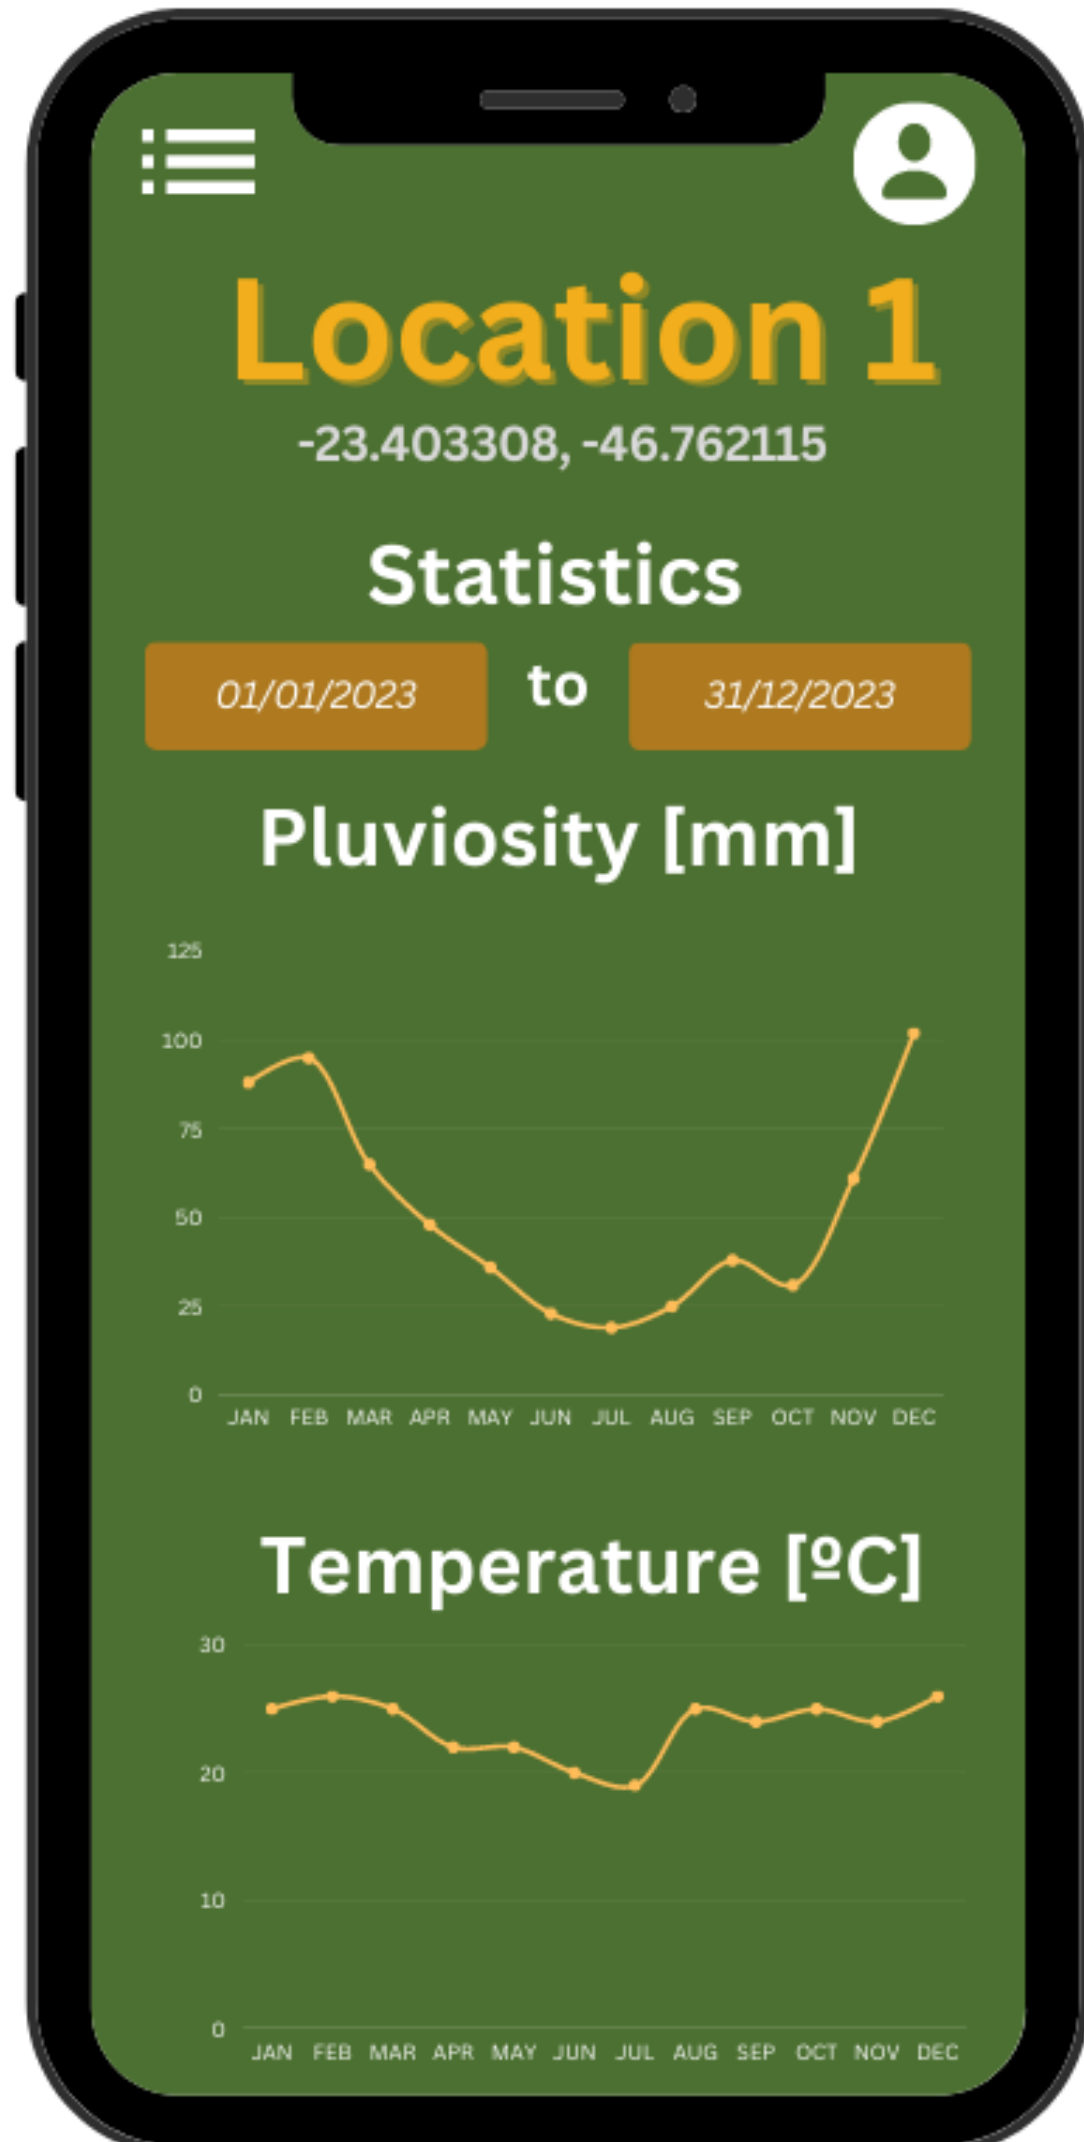 Location 1
-23.403308, -46.762115
Statistics
01/01/2023 to 31/12/2023
Pluviosity [mm]
125
100
75
50
25
0
JAN FEB MAR APR MAY JUN JUL AUG SEP OCT NOV DEC
Temperature [ºC]
30
20
10
0
JAN FEB MAR APR MAY JUN JUL AUG SEP OCT NOV DEC